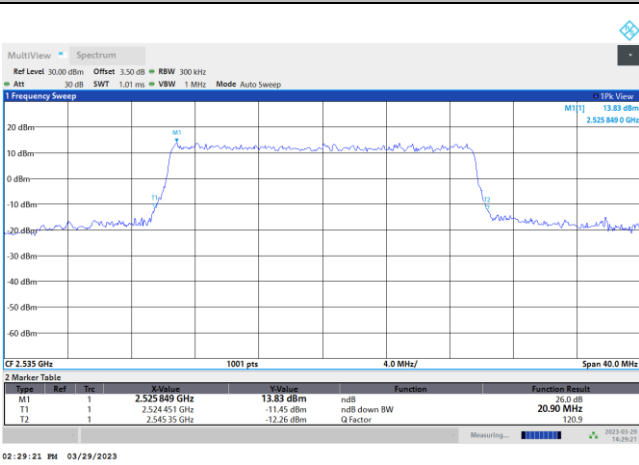 MultiView Spectrum
Ref Level 30.00 dBm Offset 3.50 dB RBW 300 kHz
Att 30 dB SWT 1.01 ms VBW 1 MHz Mode Auto Sweep
1 Frequency Sweep 1Pk View
M1[1] 13.83 dBm
2.525 849 0 GHz
20 dBm
M1
10 dBm
0 dBm
T1
T2
-10 dBm
-20 dBm
-30 dBm
-40 dBm
-50 dBm
-60 dBm
CF 2.535 GHz 1001 pts 4.0 MHz/ Span 40.0 MHz
2 Marker Table
Type Ref Trc X-Value Y-Value Function Function Result
M1 1 2.525 849 GHz 13.83 dBm ndB 26.0 dB
T1 1 2.524 451 GHz -11.45 dBm ndB down BW 20.90 MHz
T2 1 2.545 35 GHz -12.26 dBm Q Factor 120.9
Measuring... 2023-03-29
14:29:21
02:29:21 PM 03/29/2023